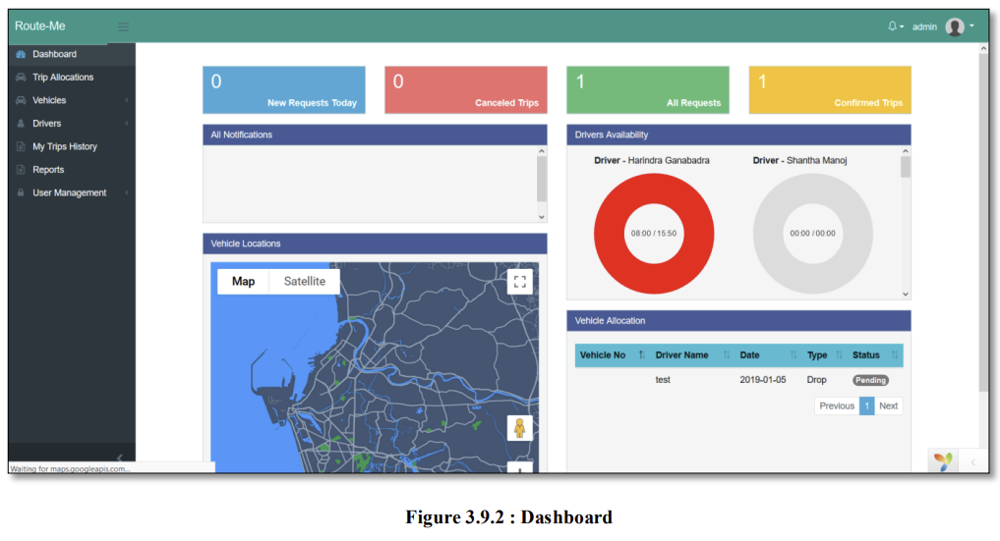 Route-Me
admin
Dashboard
Trip Allocations
Vehicles
Drivers
My Trips History
Reports
User Management
0
New Requests Today
0
Canceled Trips
1
All Requests
1
Confirmed Trips
All Notifications
Drivers Availability
Driver - Harindra Ganabadra
Driver - Shantha Manoj
08:00 / 15:50
00:00 / 00:00
Vehicle Locations
Map Satellite
Vehicle Allocation
Vehicle No Driver Name Date Type Status
test 2019-01-05 Drop Pending
Previous 1 Next
Waiting for maps.googleapis.com...
Figure 3.9.2 : Dashboard